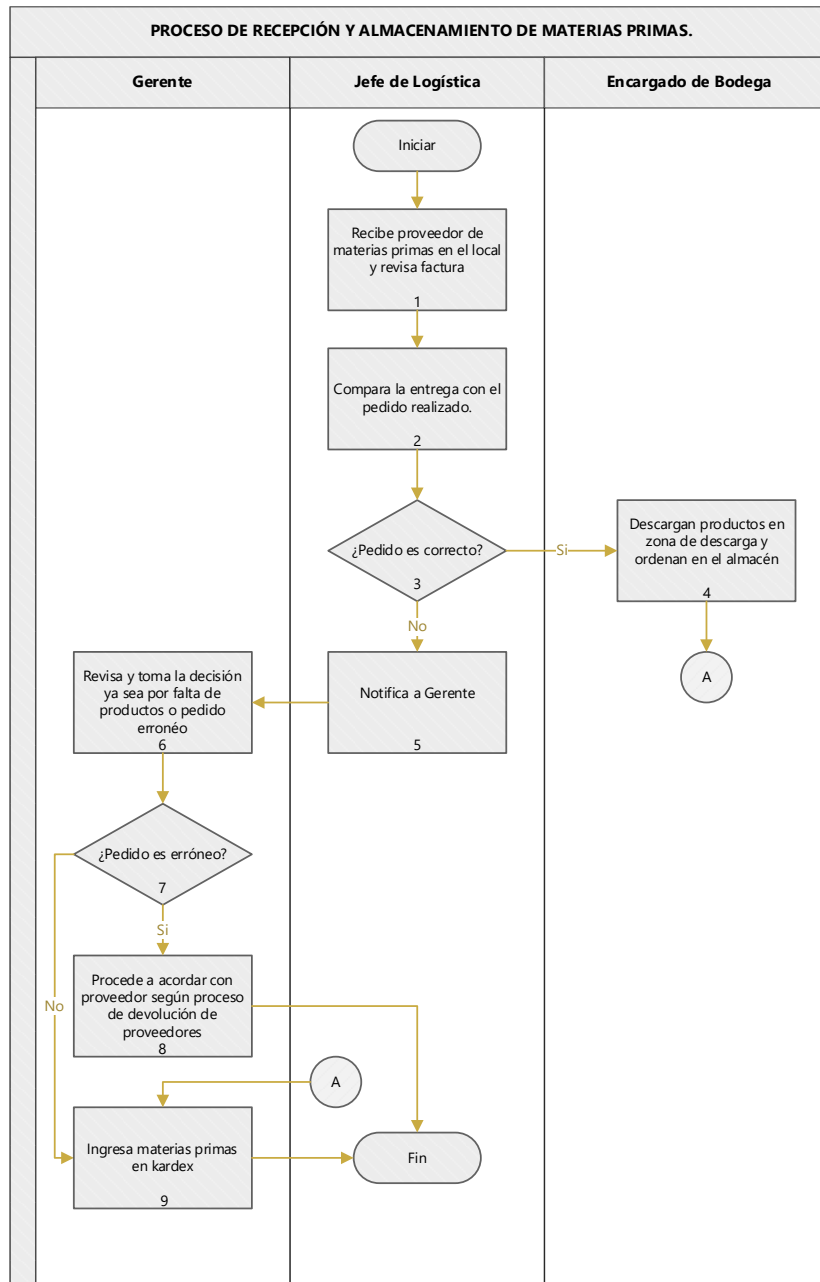 PROCESO DE RECEPCIÓN Y ALMACENAMIENTO DE MATERIAS PRIMAS.
Gerente
Jefe de Logística
Encargado de Bodega
Iniciar
Recibe proveedor de
materias primas en el local
y revisa factura
1
Compara la entrega con el
pedido realizado.
2
¿Pedido es correcto?
3
Si
Descargan productos en
zona de descarga y
ordenan en el almacén
4
A
No
Notifica a Gerente
5
Revisa y toma la decisión
ya sea por falta de
productos o pedido
erronéo
6
¿Pedido es erróneo?
7
Si
No
Procede a acordar con
proveedor según proceso
de devolución de
proveedores
8
A
Ingresa materias primas
en kardex
9
Fin